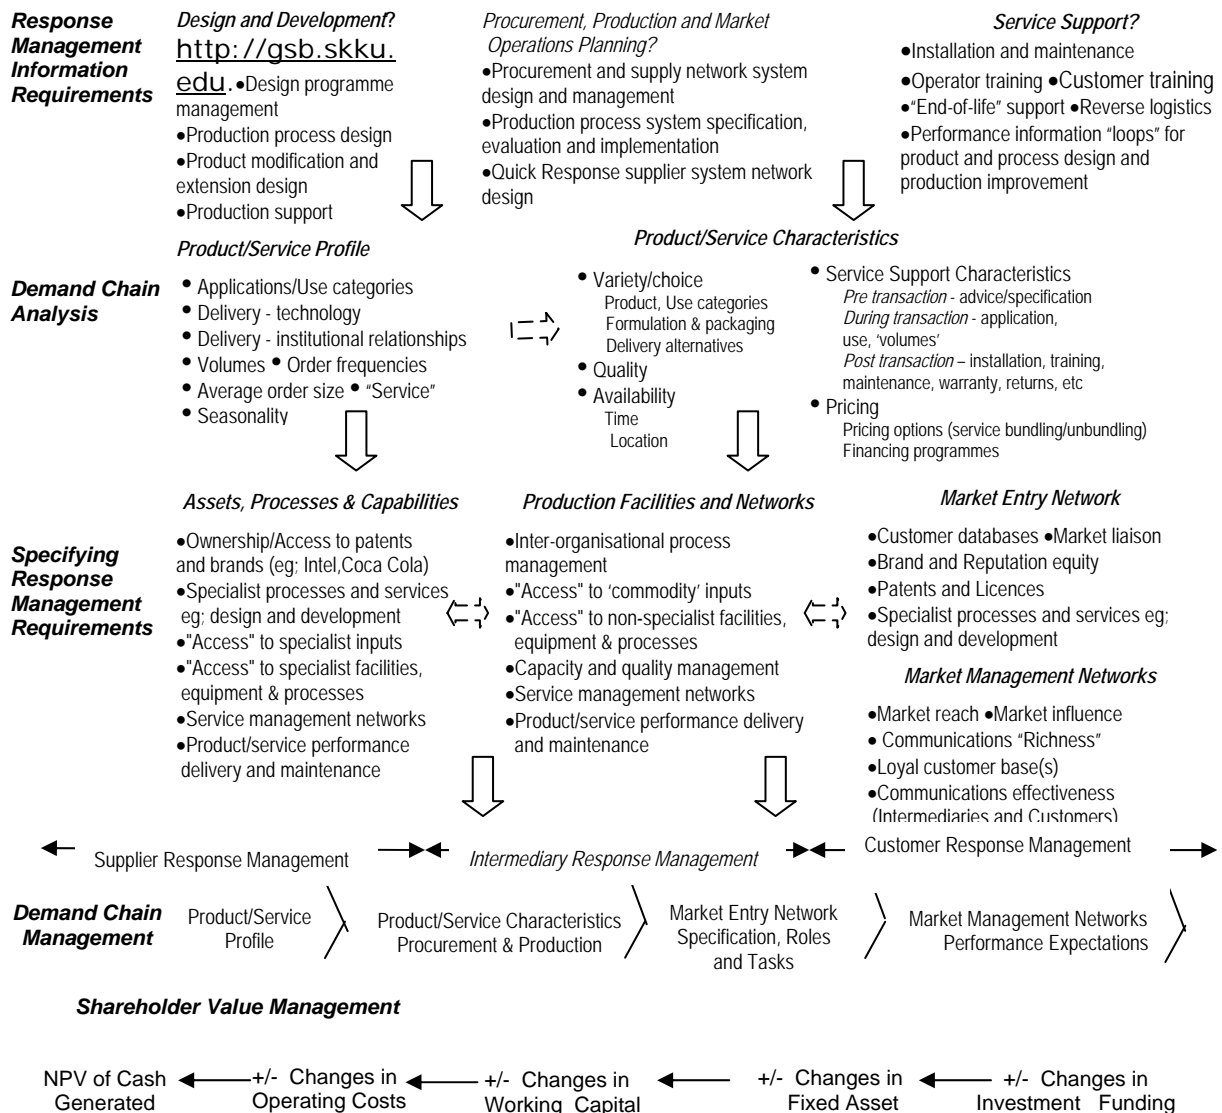 Response
Management
Information
Requirements
Design and Development?
http://gsb.skku.
edu.•Design programme
management
•Production process design
•Product modification and
extension design
•Production support
Procurement, Production and Market
Operations Planning?
•Procurement and supply network system
design and management
•Production process system specification,
evaluation and implementation
•Quick Response supplier system network
design
Service Support?
•Installation and maintenance
•Operator training •Customer training
•"End-of-life" support •Reverse logistics
•Performance information "loops" for
product and process design and
production improvement
Demand Chain
Analysis
Product/Service Profile
• Applications/Use categories
• Delivery - technology
• Delivery - institutional relationships
• Volumes • Order frequencies
• Average order size • "Service"
• Seasonality
Product/Service Characteristics
• Variety/choice
Product, Use categories
Formulation & packaging
Delivery alternatives
• Quality
• Availability
Time
Location
• Service Support Characteristics
Pre transaction - advice/specification
During transaction - application,
use, 'volumes'
Post transaction – installation, training,
maintenance, warranty, returns, etc
• Pricing
Pricing options (service bundling/unbundling)
Financing programmes
Specifying
Response
Management
Requirements
Assets, Processes & Capabilities
•Ownership/Access to patents
and brands (eg; Intel,Coca Cola)
•Specialist processes and services
eg; design and development
•"Access" to specialist inputs
•"Access" to specialist facilities,
equipment & processes
•Service management networks
•Product/service performance
delivery and maintenance
Production Facilities and Networks
•Inter-organisational process
management
•"Access" to 'commodity' inputs
•"Access" to non-specialist facilities,
equipment & processes
•Capacity and quality management
•Service management networks
•Product/service performance delivery
and maintenance
Market Entry Network
•Customer databases •Market liaison
•Brand and Reputation equity
•Patents and Licences
•Specialist processes and services eg;
design and development
Market Management Networks
•Market reach •Market influence
• Communications "Richness"
•Loyal customer base(s)
•Communications effectiveness
(Intermediaries and Customers)
Supplier Response Management
Intermediary Response Management
Customer Response Management
Demand Chain
Management
Product/Service
Profile
Product/Service Characteristics
Procurement & Production
Market Entry Network
Specification, Roles
and Tasks
Market Management Networks
Performance Expectations
Shareholder Value Management
NPV of Cash
Generated
+/- Changes in
Operating Costs
+/- Changes in
Working Capital
+/- Changes in
Fixed Asset
+/- Changes in
Investment Funding